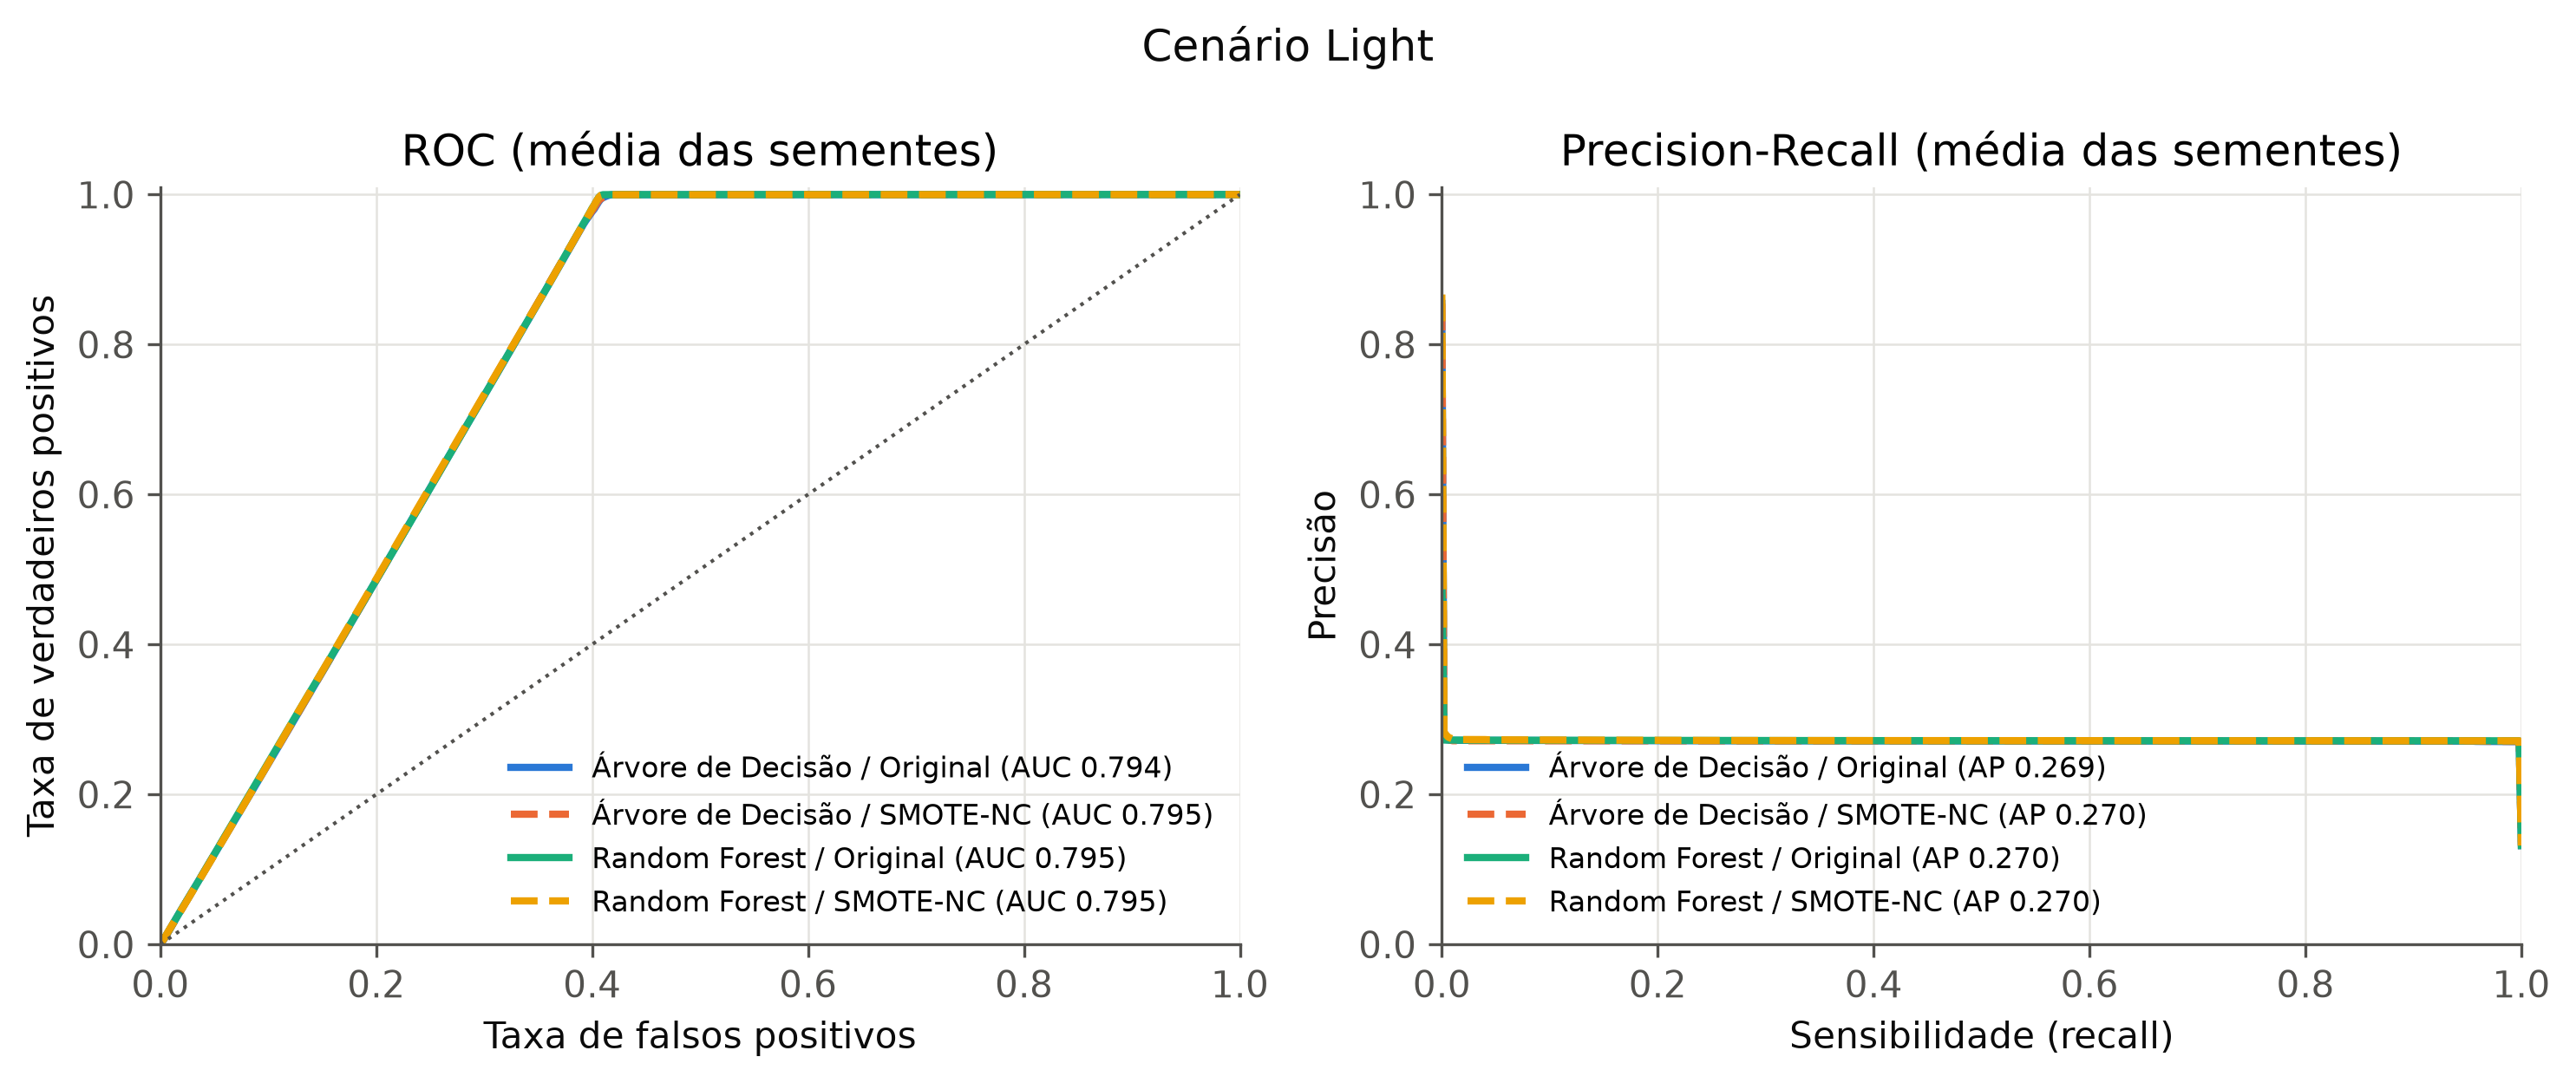 Cenário Light
ROC (média das sementes)
1.0
0.8
0.6
0.4
0.2
0.0
Taxa de verdadeiros positivos
Árvore de Decisão / Original (AUC 0.794)
Árvore de Decisão / SMOTE-NC (AUC 0.795)
Random Forest / Original (AUC 0.795)
Random Forest / SMOTE-NC (AUC 0.795)
0.0 0.2 0.4 0.6 0.8 1.0
Taxa de falsos positivos
Precision-Recall (média das sementes)
1.0
0.8
0.6
0.4
0.2
0.0
Precisão
Árvore de Decisão / Original (AP 0.269)
Árvore de Decisão / SMOTE-NC (AP 0.270)
Random Forest / Original (AP 0.270)
Random Forest / SMOTE-NC (AP 0.270)
0.0 0.2 0.4 0.6 0.8 1.0
Sensibilidade (recall)